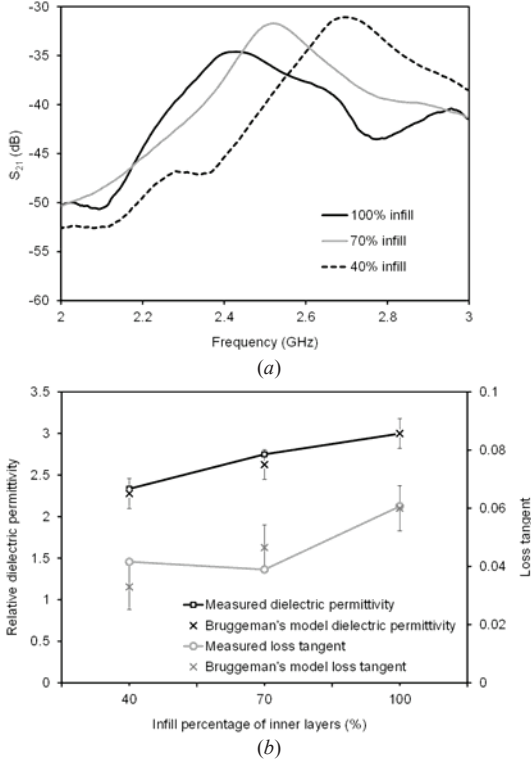 -30
-35
-40
-45
-50
-55
-60
S21 (dB)
100% infill
70% infill
40% infill
2 2.2 2.4 2.6 2.8 3
Frequency (GHz)
(a)
3.5
3
2.5
2
1.5
1
0.5
0
Relative dielectric permittivity
0.1
0.08
0.06
0.04
0.02
0
Loss tangent
Measured dielectric permittivity
Bruggeman's model dielectric permittivity
Measured loss tangent
Bruggeman's model loss tangent
40 70 100
Infill percentage of inner layers (%)
(b)